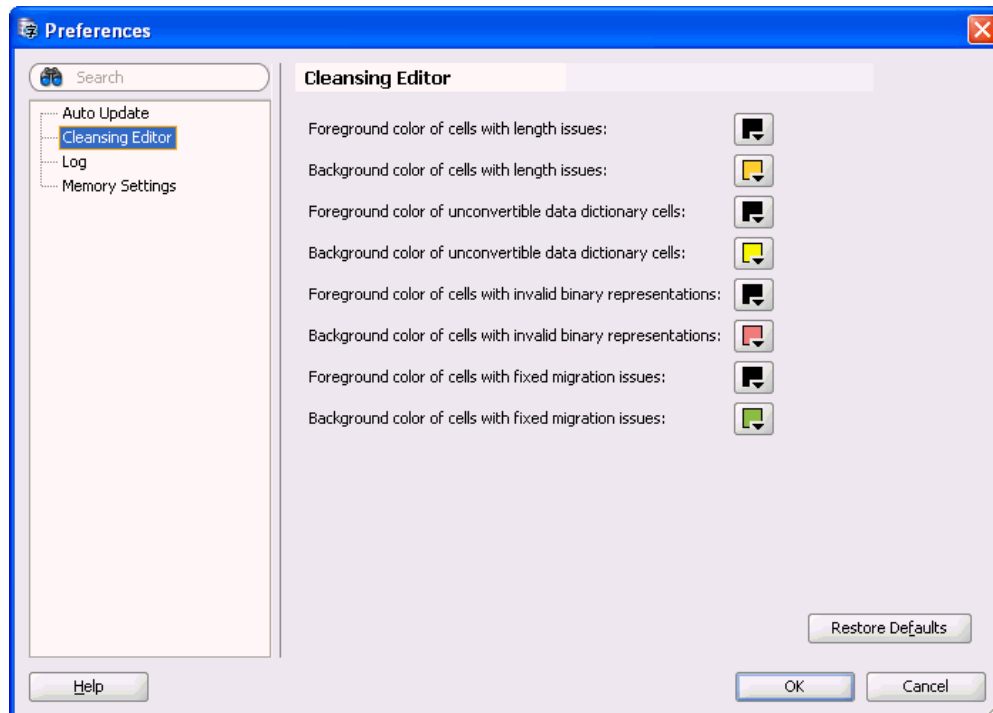 Preferences
Search
Auto Update
Cleansing Editor
Log
Memory Settings
Cleansing Editor
Foreground color of cells with length issues:
Background color of cells with length issues:
Foreground color of unconvertible data dictionary cells:
Background color of unconvertible data dictionary cells:
Foreground color of cells with invalid binary representations:
Background color of cells with invalid binary representations:
Foreground color of cells with fixed migration issues:
Background color of cells with fixed migration issues:
Restore Defaults
Help
OK
Cancel